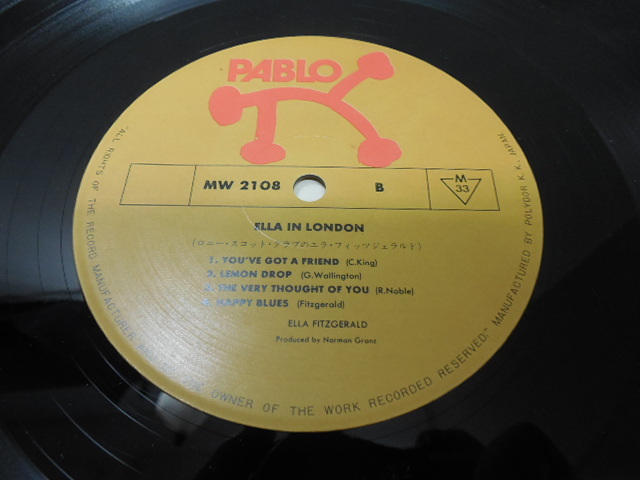 PABLO
MW 2108 B M 33
ELLA IN LONDON
(ロニー・スコット・クラブのエラ・フィッツジェラルド)
1. YOU'VE GOT A FRIEND (C.King)
2. LEMON DROP (G.Wallington)
3. THE VERY THOUGHT OF YOU (R.Noble)
4. HAPPY BLUES (Fitzgerald)
ELLA FITZGERALD
Produced by Norman Granz
"ALL RIGHTS OF THE RECORD MANUFACTURER OWNER OF THE WORK RECORDED RESERVED." MANUFACTURED BY POLYDOR K.K. JAPAN